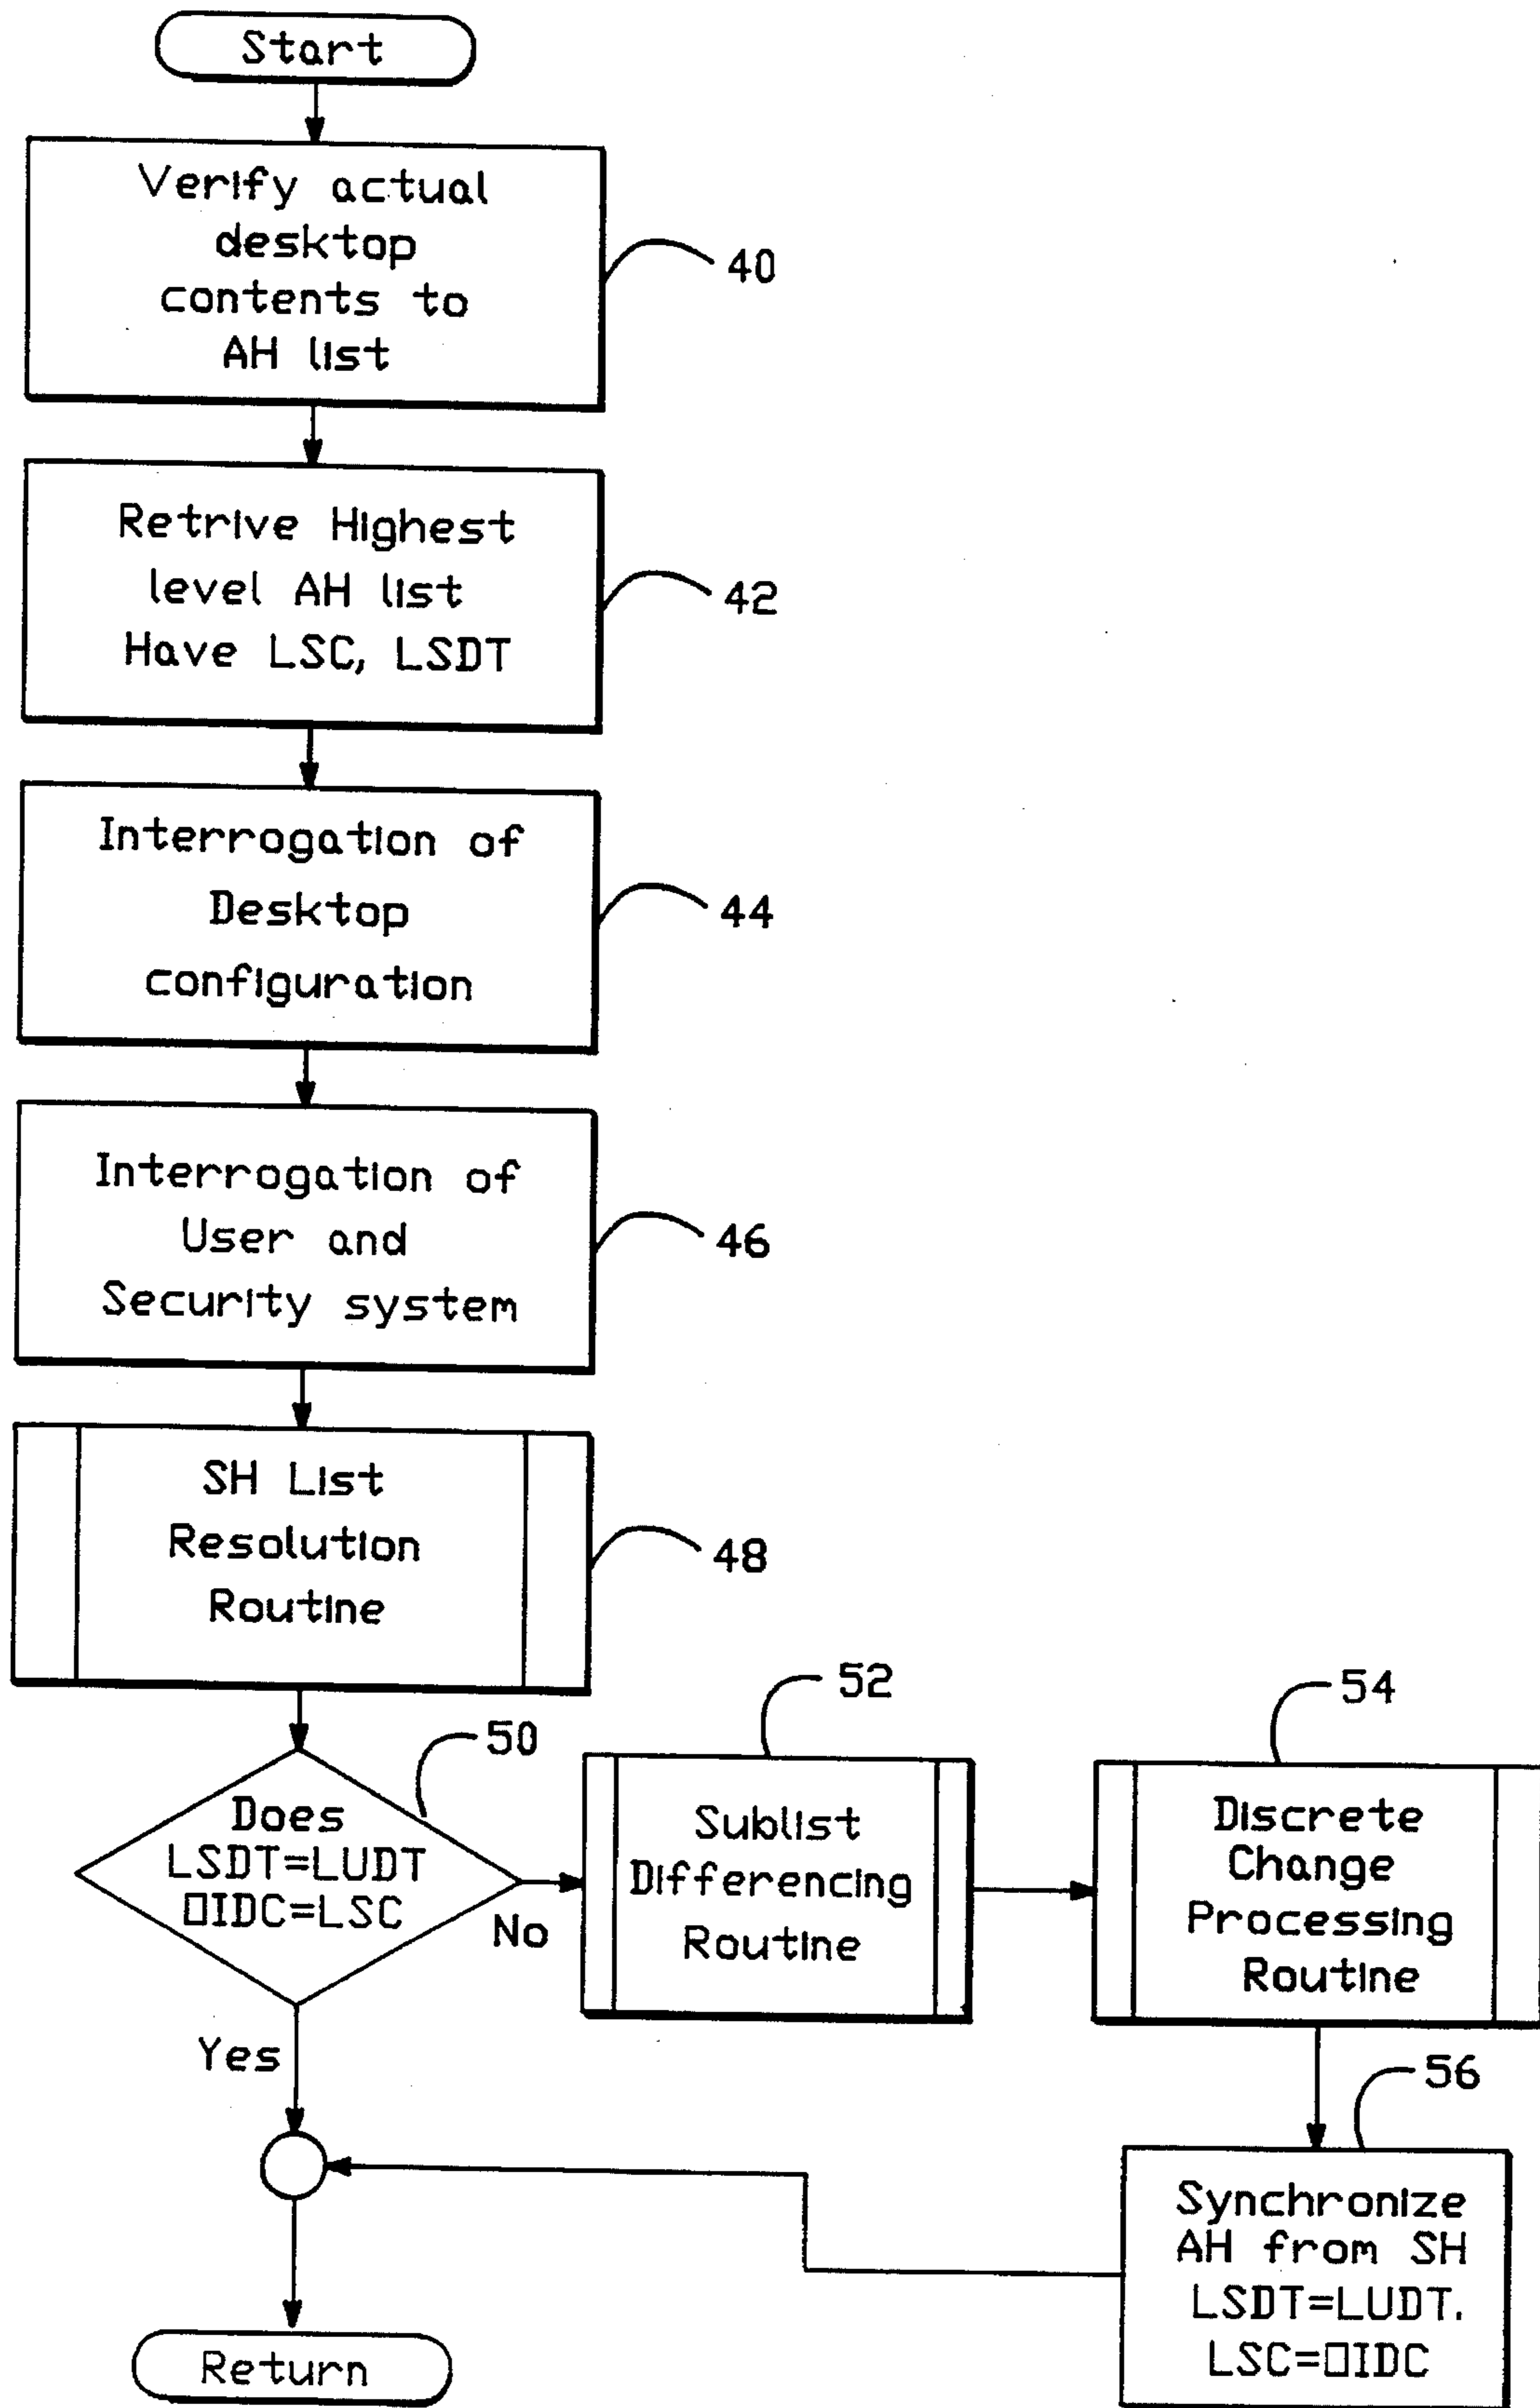 Start
Verify actual
desktop
contents to
AH list
40
Retrive Highest
level AH list
Have LSC, LSDT
42
Interrogation of
Desktop
configuration
44
Interrogation of
User and
Security system
46
SH List
Resolution
Routine
48
50
Does
LSDT=LUDT
OIDC=LSC
No
Yes
52
Sublist
Differencing
Routine
54
Discrete
Change
Processing
Routine
56
Synchronize
AH from SH
LSDT=LUDT.
LSC=OIDC
Return